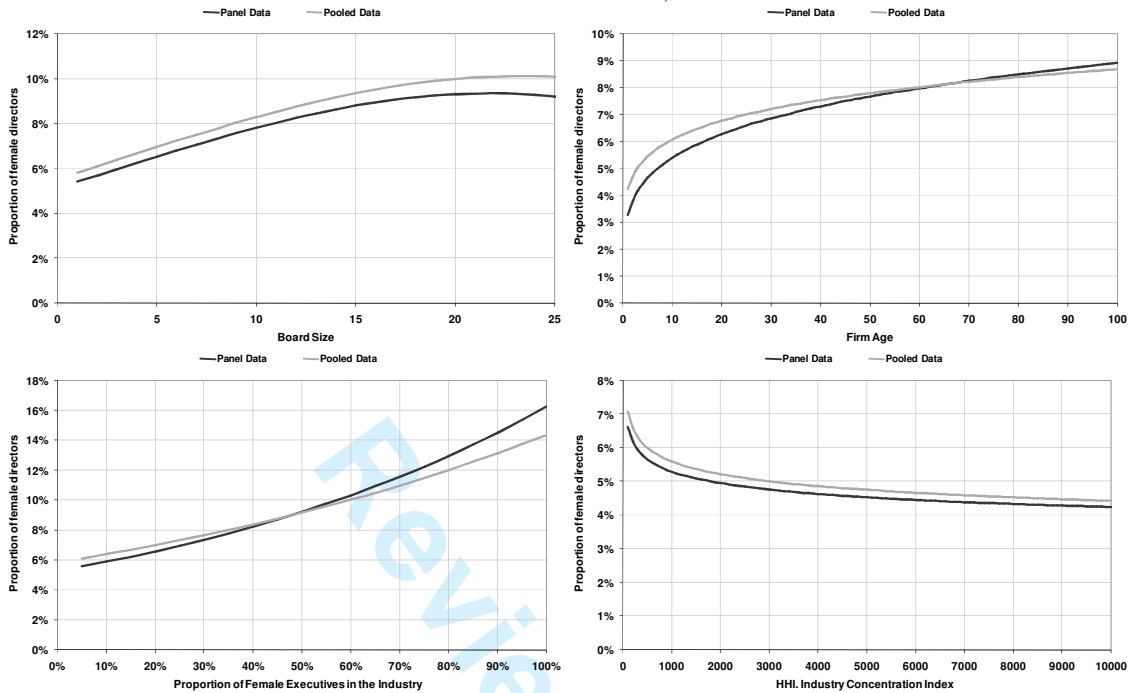 Panel Data Pooled Data
12%
10%
8%
6%
4%
2%
0%
Proportion of female directors
0 5 10 15 20 25
Board Size
Panel Data Pooled Data
10%
9%
8%
7%
6%
5%
4%
3%
2%
1%
0%
Proportion of female directors
0 10 20 30 40 50 60 70 80 90 100
Firm Age
Panel Data Pooled Data
18%
16%
14%
12%
10%
8%
6%
4%
2%
0%
Proportion of female directors
0% 10% 20% 30% 40% 50% 60% 70% 80% 90% 100%
Proportion of Female Executives in the Industry
Panel Data Pooled Data
8%
7%
6%
5%
4%
3%
2%
1%
0%
Proportion of female directors
0 1000 2000 3000 4000 5000 6000 7000 8000 9000 10000
HHI. Industry Concentration Index
Revie